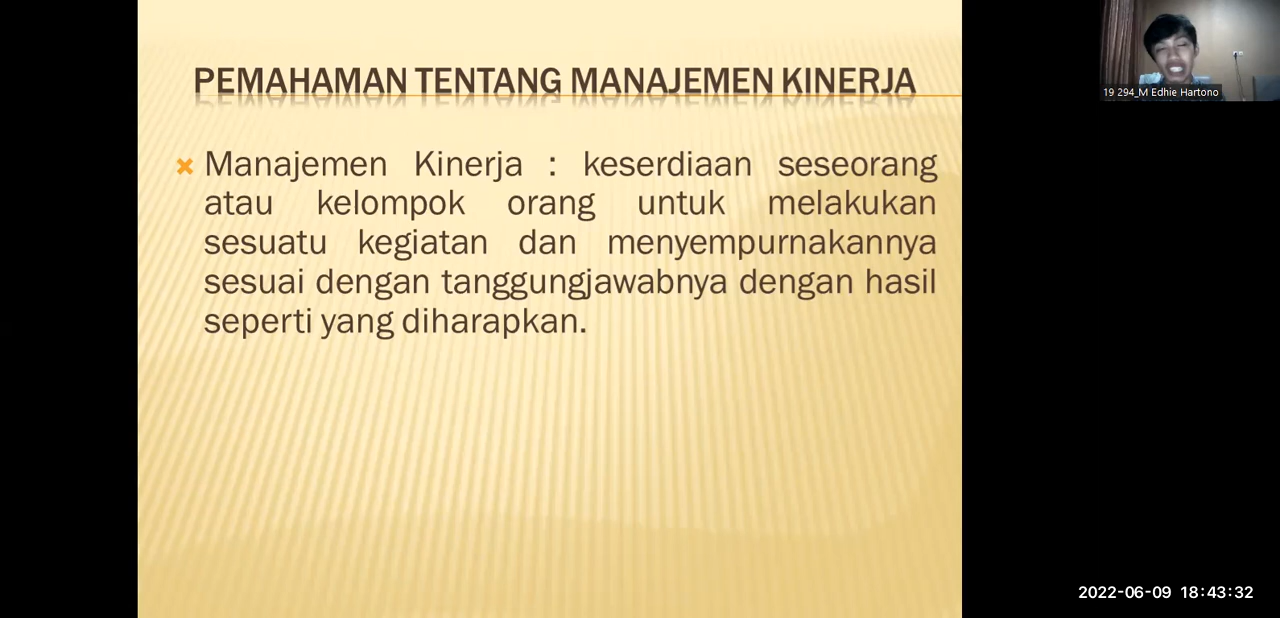 PEMAHAMAN TENTANG MANAJEMEN KINERJA
Manajemen Kinerja : keserdiaan seseorang
atau kelompok orang untuk melakukan
sesuatu kegiatan dan menyempurnakannya
sesuai dengan tanggungjawabnya dengan hasil
seperti yang diharapkan.
19 294_M Edhie Hartono
2022-06-09 18:43:32